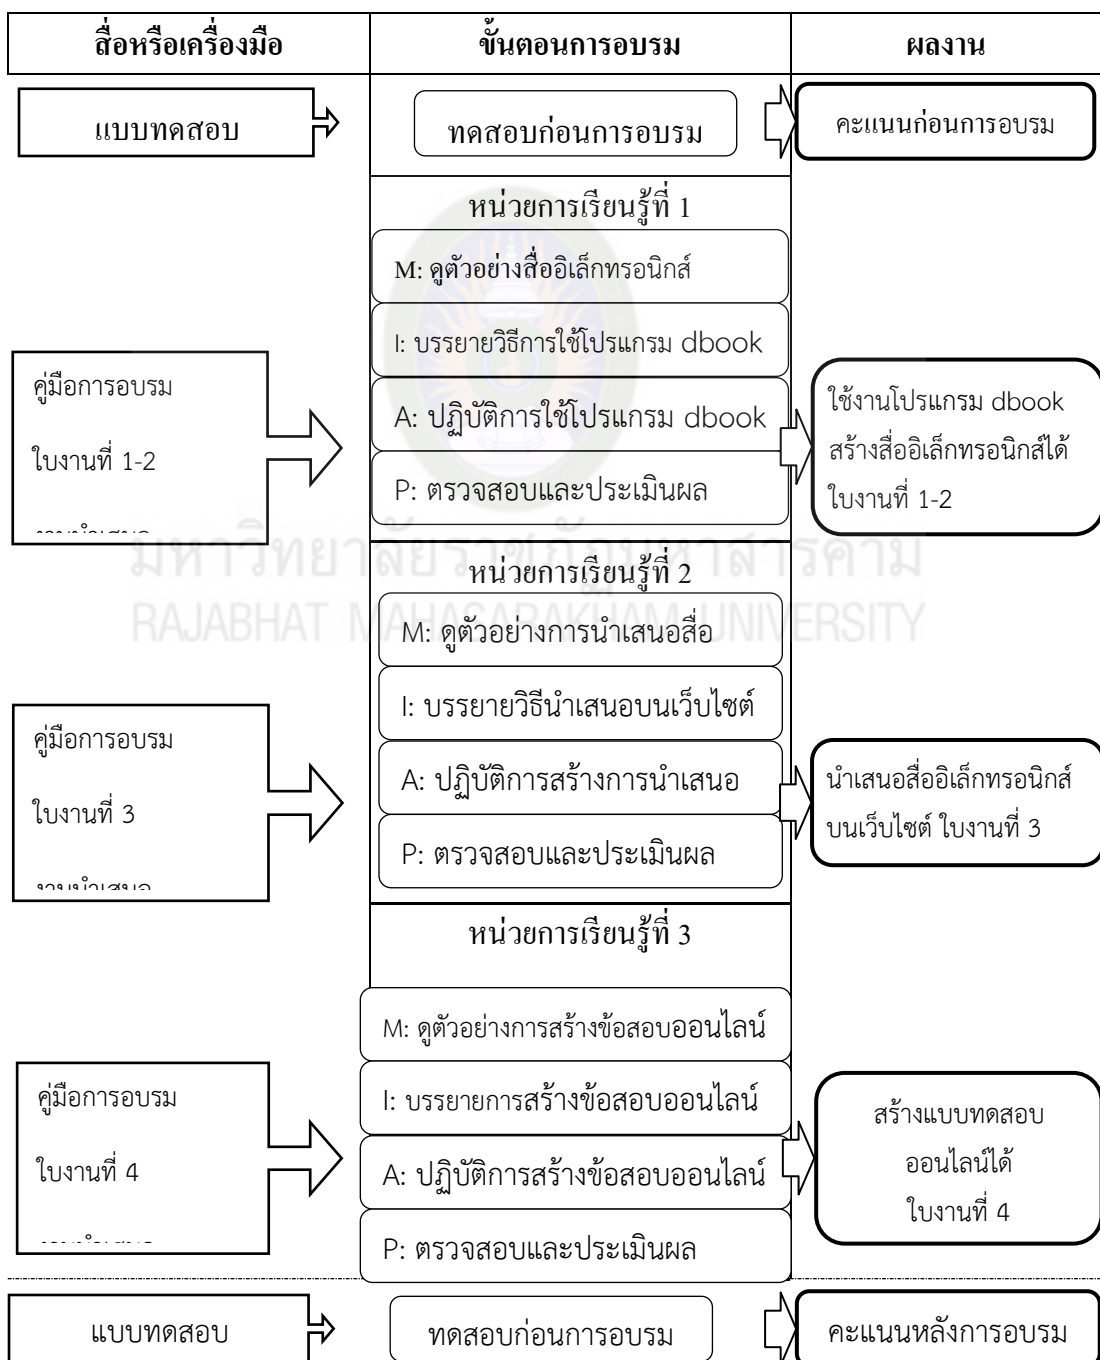 สื่อหรือเครื่องมือ
ขั้นตอนการอบรม
ผลงาน
แบบทดสอบ
ทดสอบก่อนการอบรม
คะแนนก่อนการอบรม
หน่วยการเรียนรู้ที่ 1
M: ดูตัวอย่างสื่ออิเล็กทรอนิกส์
I: บรรยายวิธีการใช้โปรแกรม dbook
A: ปฏิบัติการใช้โปรแกรม dbook
P: ตรวจสอบและประเมินผล
คู่มือการอบรม
ใบงานที่ 1-2
ใช้งานโปรแกรม dbook
สร้างสื่ออิเล็กทรอนิกส์ได้
ใบงานที่ 1-2
มหาวิทยาลัยราชภัฏมหาสารคาม
RAJABHAT MAHASARAKHAM UNIVERSITY
หน่วยการเรียนรู้ที่ 2
M: ดูตัวอย่างการนำเสนอสื่อ
I: บรรยายวิธีนำเสนอบนเว็บไซต์
A: ปฏิบัติการสร้างการนำเสนอ
P: ตรวจสอบและประเมินผล
คู่มือการอบรม
ใบงานที่ 3
งานนำเสนอ
นำเสนอสื่ออิเล็กทรอนิกส์
บนเว็บไซต์ ใบงานที่ 3
หน่วยการเรียนรู้ที่ 3
M: ดูตัวอย่างการสร้างข้อสอบออนไลน์
I: บรรยายการสร้างข้อสอบออนไลน์
A: ปฏิบัติการสร้างข้อสอบออนไลน์
P: ตรวจสอบและประเมินผล
คู่มือการอบรม
ใบงานที่ 4
สร้างแบบทดสอบ
ออนไลน์ได้
ใบงานที่ 4
แบบทดสอบ
ทดสอบก่อนการอบรม
คะแนนหลังการอบรม